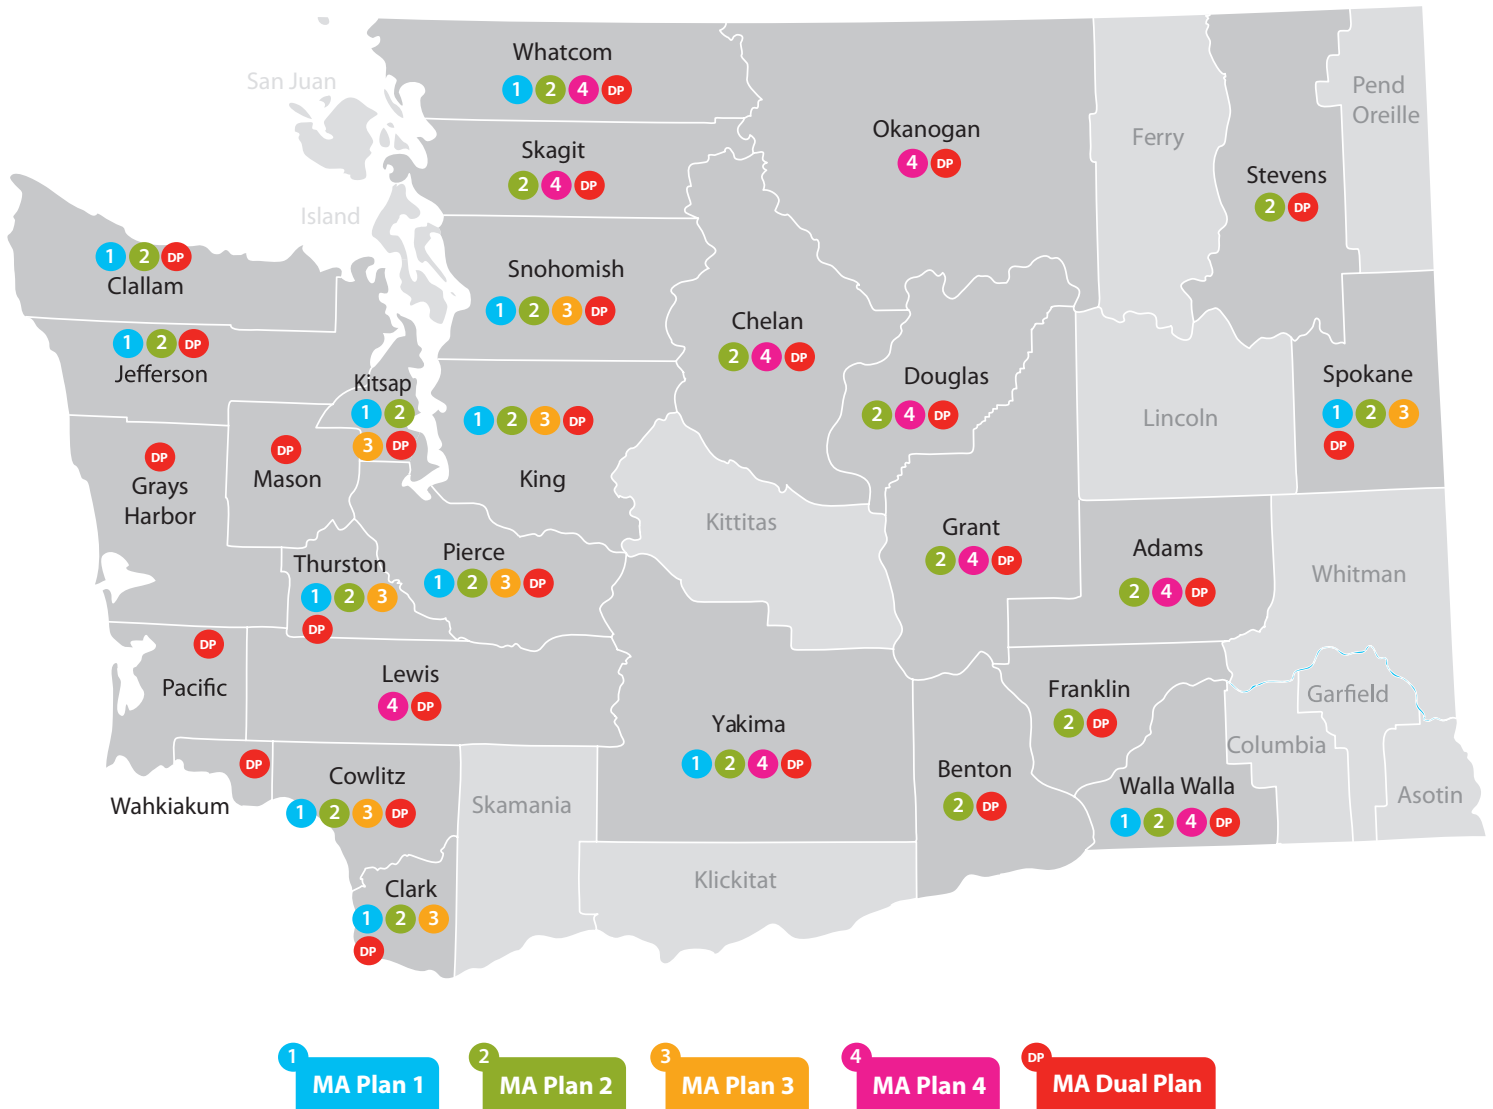 Whatcom
1 2 4 DP
San Juan
Okanogan
4 DP
Ferry
Pend
Oreille
Skagit
2 4 DP
Stevens
2 DP
Island
1 2 DP
Clallam
Snohomish
1 2 3 DP
Chelan
2 4 DP
1 2 DP
Jefferson
Kitsap
1 2
3 DP
Douglas
2 4 DP
Spokane
1 2 3
DP
Lincoln
1 2 3 DP
King
DP
Grays
Harbor
DP
Mason
Kittitas
Grant
2 4 DP
Adams
2 4 DP
Whitman
Thurston
1 2 3
DP
Pierce
1 2 3 DP
DP
Pacific
Lewis
4 DP
Yakima
1 2 4 DP
Franklin
2 DP
Garfield
Columbia
Asotin
DP
Wahkiakum
Cowlitz
1 2 3 DP
Skamania
Benton
2 DP
Walla Walla
1 2 4 DP
Klickitat
Clark
1 2 3
DP
1 MA Plan 1
2 MA Plan 2
3 MA Plan 3
4 MA Plan 4
DP MA Dual Plan